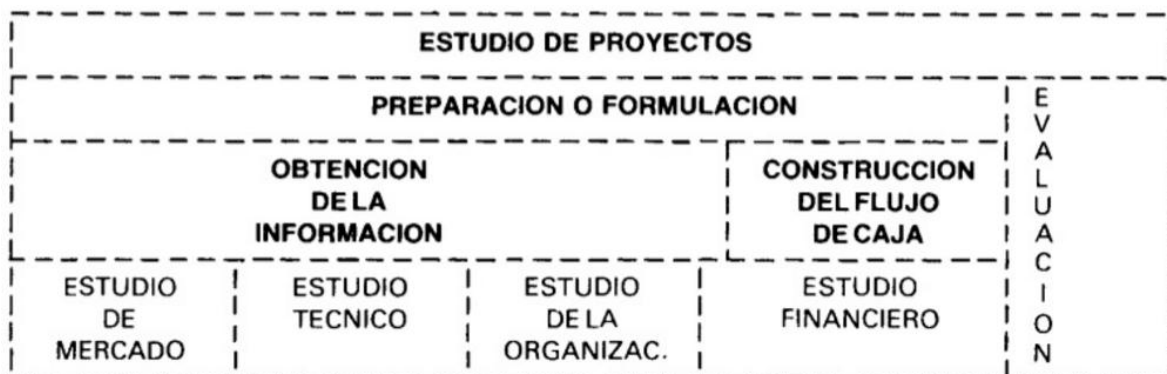 ESTUDIO DE PROYECTOS
PREPARACION O FORMULACION
OBTENCION
DE LA
INFORMACION
CONSTRUCCION
DEL FLUJO
DE CAJA
ESTUDIO
DE
MERCADO
ESTUDIO
TECNICO
ESTUDIO
DE LA
ORGANIZAC.
ESTUDIO
FINANCIERO
EVALUACION